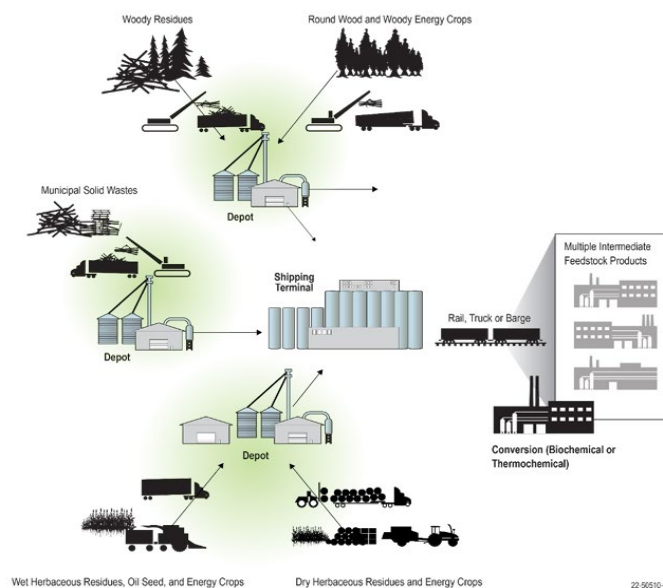 Woody Residues
Round Wood and Woody Energy Crops
Depot
Municipal Solid Wastes
Depot
Shipping
Terminal
Rail, Truck or Barge
Multiple Intermediate
Feedstock Products
Conversion (Biochemical or
Thermochemical)
Depot
Wet Herbaceous Residues, Oil Seed, and Energy Crops
Dry Herbaceous Residues and Energy Crops
22-50510-